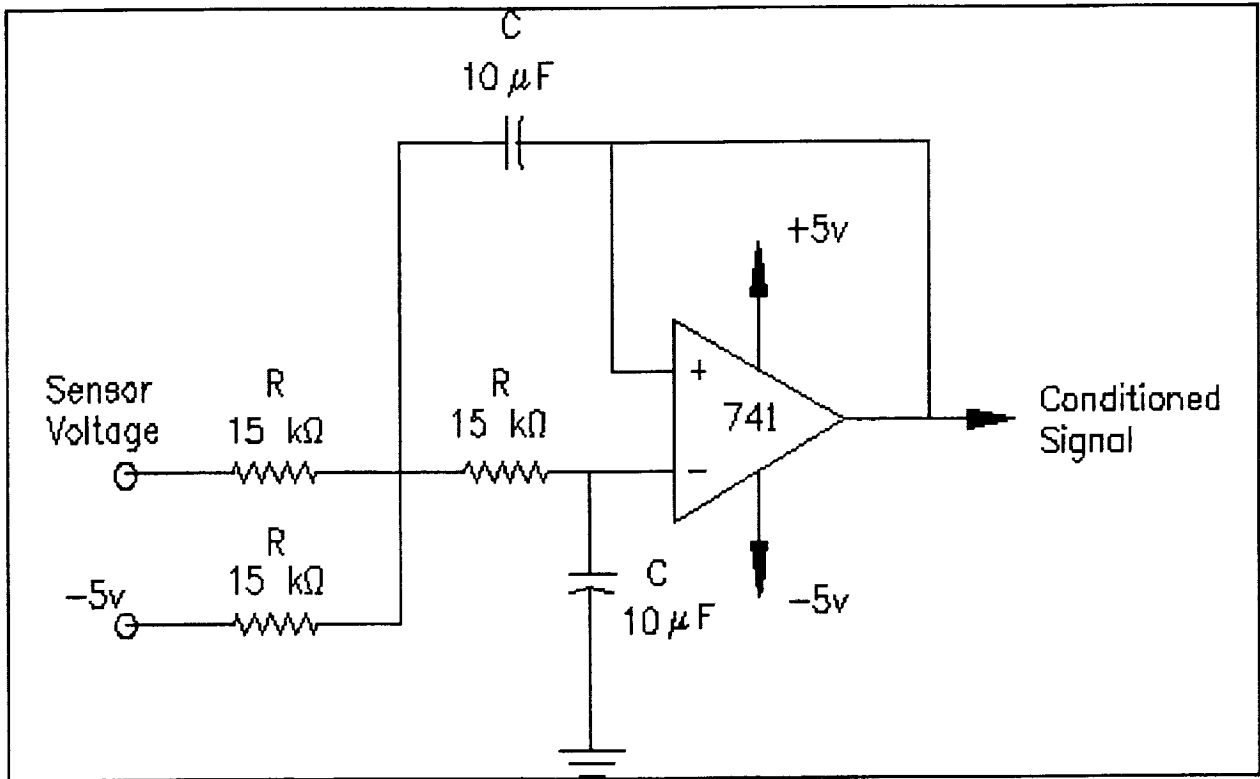 C
10 μF
+5v
Sensor
Voltage
R
15 kΩ
R
15 kΩ
+
741
−
Conditioned
Signal
R
15 kΩ
−5v
C
10 μF
−5v